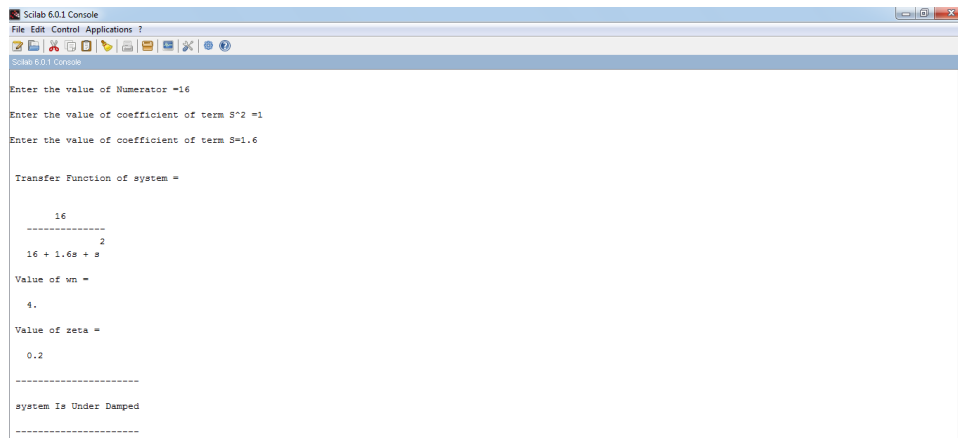 Scilab 6.0.1 Console
File Edit Control Applications ?
Scilab 6.0.1 Console
Enter the value of Numerator =16
Enter the value of coefficient of term S^2 =1
Enter the value of coefficient of term S=1.6
Transfer Function of system =
16
--------------
2
16 + 1.6s + s
Value of wn =
4.
Value of zeta =
0.2
----------------------
system Is Under Damped
----------------------